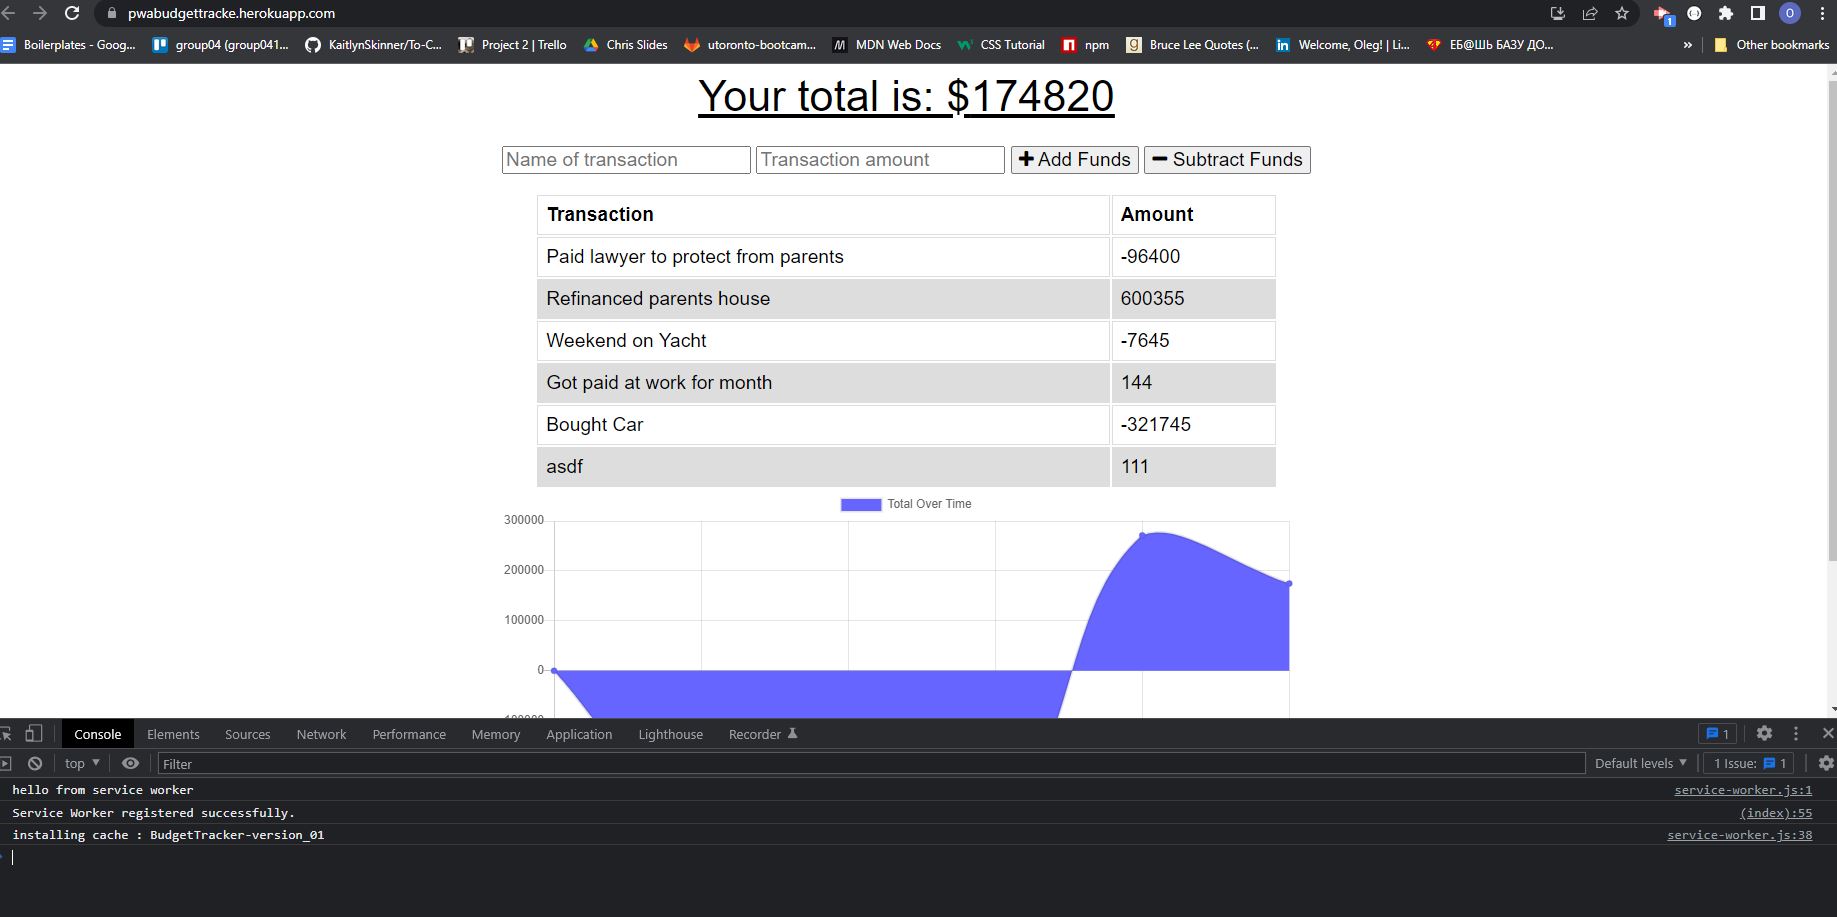 pwabudgettracke.herokuapp.com
1
O
Boilerplates - Goog... group04 (group041... KaitlynSkinner/To-C... Project 2 | Trello Chris Slides utoronto-bootcam... MDN Web Docs CSS Tutorial npm Bruce Lee Quotes (... Welcome, Oleg! | Li... ЕБ@ШЬ БАЗУ ДО... » Other bookmarks
Your total is: $174820
Name of transaction Transaction amount Add Funds Subtract Funds
Transaction Amount
Paid lawyer to protect from parents -96400
Refinanced parents house 600355
Weekend on Yacht -7645
Got paid at work for month 144
Bought Car -321745
asdf 111
Total Over Time
300000
200000
100000
0
Console Elements Sources Network Performance Memory Application Lighthouse Recorder 1
top Filter Default levels 1 Issue: 1
hello from service worker service-worker.js:1
Service Worker registered successfully. (index):55
installing cache : BudgetTracker-version_01 service-worker.js:38